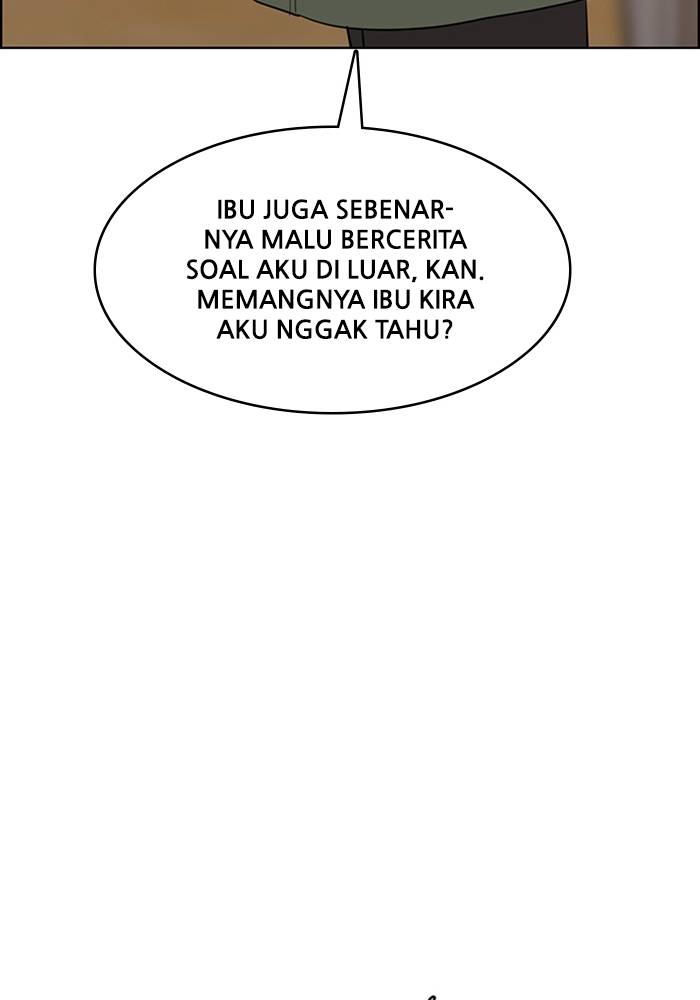 IBU JUGA SEBENAR-
NYA MALU BERCERITA
SOAL AKU DI LUAR, KAN.
MEMANGNYA IBU KIRA
AKU NGGAK TAHU?